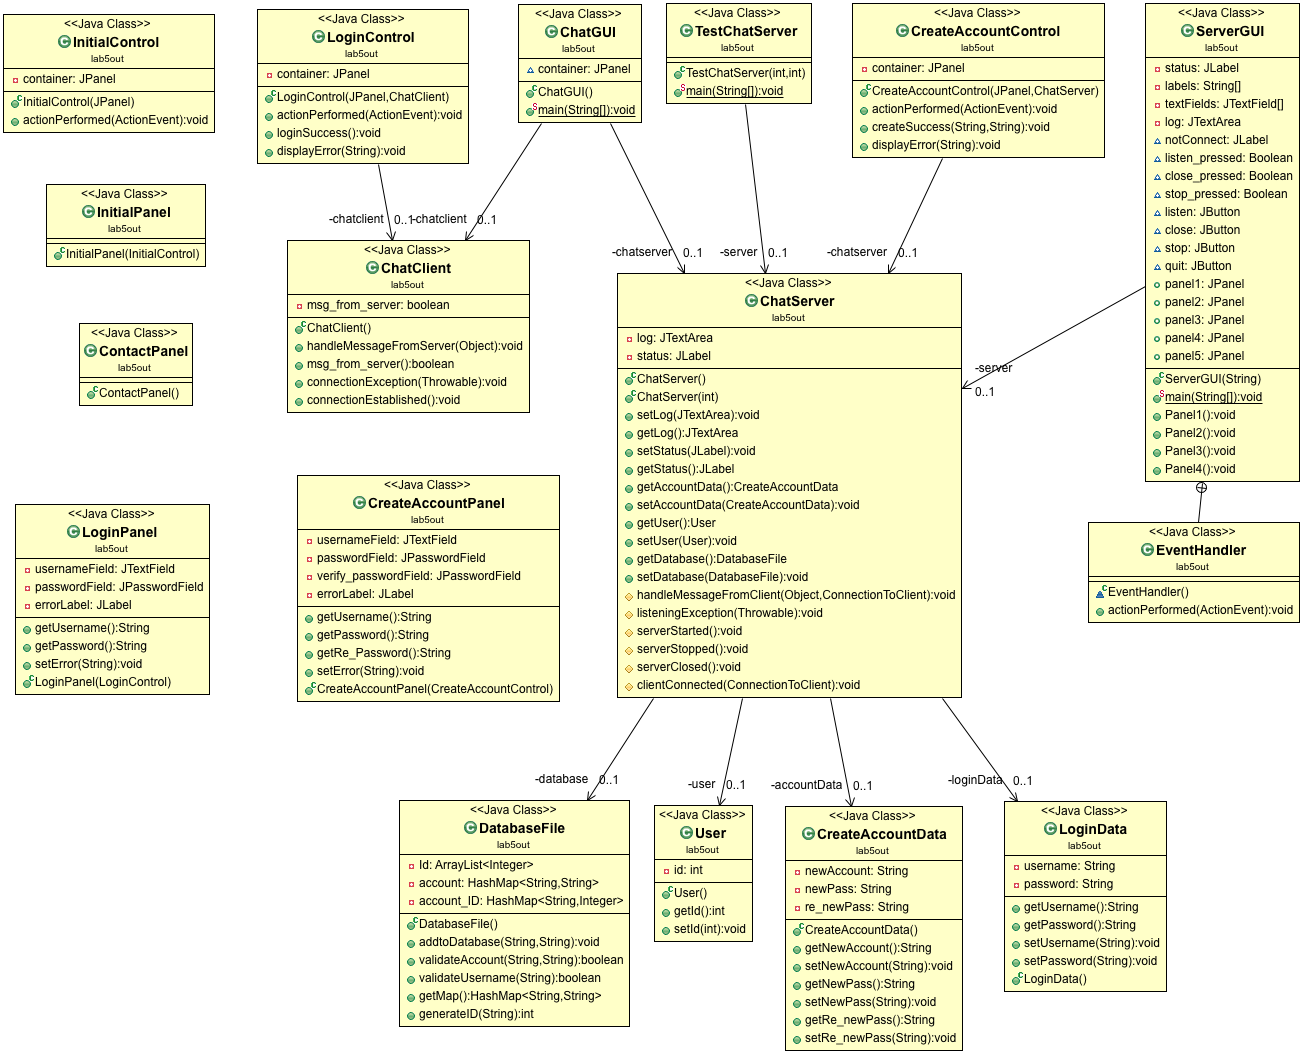 <<Java Class>>
InitialControl
lab5out
container: JPanel
InitialControl(JPanel)
actionPerformed(ActionEvent):void
<<Java Class>>
LoginControl
lab5out
container: JPanel
LoginControl(JPanel,ChatClient)
actionPerformed(ActionEvent):void
loginSuccess():void
displayError(String):void
<<Java Class>>
ChatGUI
lab5out
container: JPanel
ChatGUI()
main(String[]):void
<<Java Class>>
TestChatServer
lab5out
TestChatServer(int,int)
main(String[]):void
<<Java Class>>
CreateAccountControl
lab5out
container: JPanel
CreateAccountControl(JPanel,ChatServer)
actionPerformed(ActionEvent):void
createSuccess(String,String):void
displayError(String):void
<<Java Class>>
ServerGUI
lab5out
status: JLabel
labels: String[]
textFields: JTextField[]
log: JTextArea
notConnect: JLabel
listen_pressed: Boolean
close_pressed: Boolean
stop_pressed: Boolean
listen: JButton
close: JButton
stop: JButton
quit: JButton
panel1: JPanel
panel2: JPanel
panel3: JPanel
panel4: JPanel
panel5: JPanel
ServerGUI(String)
main(String[]):void
Panel1():void
Panel2():void
Panel3():void
Panel4():void
<<Java Class>>
InitialPanel
lab5out
InitialPanel(InitialControl)
-chatclient 0..1
-chatclient 0..1
-chatserver 0..1
-server 0..1
-chatserver 0..1
-server
0..1
<<Java Class>>
ChatClient
lab5out
msg_from_server: boolean
ChatClient()
handleMessageFromServer(Object):void
msg_from_server():boolean
connectionException(Throwable):void
connectionEstablished():void
<<Java Class>>
ContactPanel
lab5out
ContactPanel()
<<Java Class>>
ChatServer
lab5out
log: JTextArea
status: JLabel
ChatServer()
ChatServer(int)
setLog(JTextArea):void
getLog():JTextArea
setStatus(JLabel):void
getStatus():JLabel
getAccountData():CreateAccountData
setAccountData(CreateAccountData):void
getUser():User
setUser(User):void
getDatabase():DatabaseFile
setDatabase(DatabaseFile):void
handleMessageFromClient(Object,ConnectionToClient):void
listeningException(Throwable):void
serverStarted():void
serverStopped():void
serverClosed():void
clientConnected(ConnectionToClient):void
<<Java Class>>
EventHandler
lab5out
EventHandler()
actionPerformed(ActionEvent):void
<<Java Class>>
LoginPanel
lab5out
usernameField: JTextField
passwordField: JPasswordField
errorLabel: JLabel
getUsername():String
getPassword():String
setError(String):void
LoginPanel(LoginControl)
<<Java Class>>
CreateAccountPanel
lab5out
usernameField: JTextField
passwordField: JPasswordField
verify_passwordField: JPasswordField
errorLabel: JLabel
getUsername():String
getPassword():String
getRe_Password():String
setError(String):void
CreateAccountPanel(CreateAccountControl)
-database 0..1
-user 0..1
-accountData 0..1
-loginData 0..1
<<Java Class>>
DatabaseFile
lab5out
Id: ArrayList<Integer>
account: HashMap<String,String>
account_ID: HashMap<String,Integer>
DatabaseFile()
addtoDatabase(String,String):void
validateAccount(String,String):boolean
validateUsername(String):boolean
getMap():HashMap<String,String>
generateID(String):int
<<Java Class>>
User
lab5out
id: int
User()
getId():int
setId(int):void
<<Java Class>>
CreateAccountData
lab5out
newAccount: String
newPass: String
re_newPass: String
CreateAccountData()
getNewAccount():String
setNewAccount(String):void
getNewPass():String
setNewPass(String):void
getRe_newPass():String
setRe_newPass(String):void
<<Java Class>>
LoginData
lab5out
username: String
password: String
getUsername():String
getPassword():String
setUsername(String):void
setPassword(String):void
LoginData()